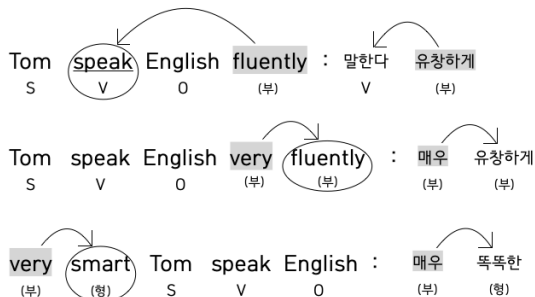 Tom speak English fluently : 말한다 유창하게
S V O (부) V (부)
Tom speak English very fluently : 매우 유창하게
S V O (부) (부) (부) (부)
very smart Tom speak English : 매우 똑똑한
(부) (형) S V O (부) (형)